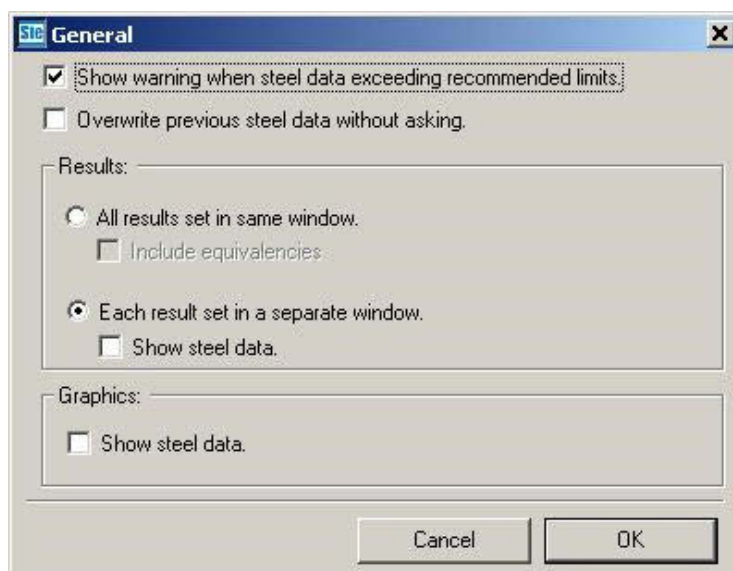 Ste General
Show warning when steel data exceeding recommended limits.
Overwrite previous steel data without asking.
Results:
All results set in same window.
Include equivalencies
Each result set in a separate window.
Show steel data.
Graphics:
Show steel data.
Cancel OK